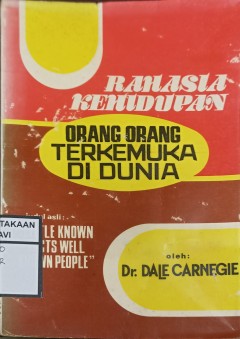 RAHASIA
KEHIDUPAN
ORANG ORANG
TERKEMUKA
DI DUNIA
asli:
LE KNOWN
CTS WELL
WN PEOPLE"
oleh:
Dr. DALE CARNEGIE
TAKAAN
AVI